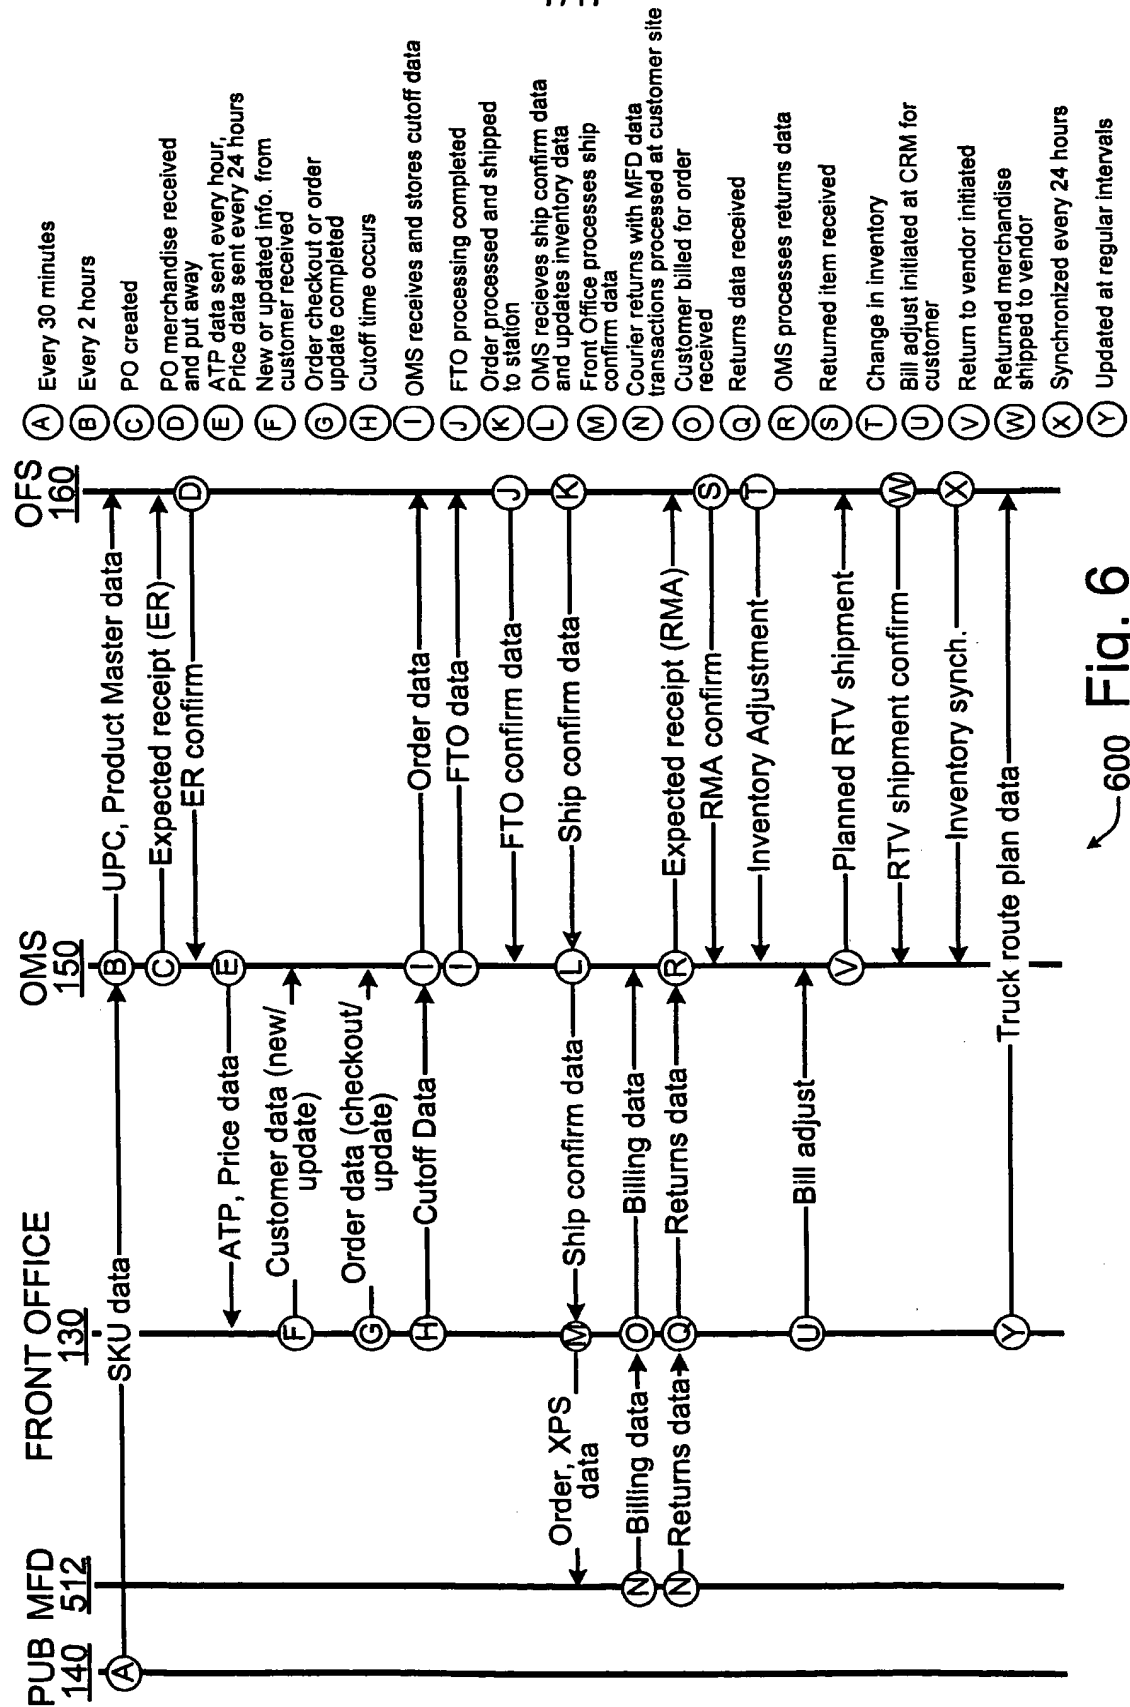 PUB
140
MFD
512
FRONT OFFICE
130
OMS
150
OFS
160
A
SKU data
B
UPC, Product Master data
C
Expected receipt (ER)
D
ER confirm
E
ATP, Price data
F
Customer data (new/
update)
G
Order data (checkout/
update)
H
Cutoff Data
I
Order data
I
FTO data
J
FTO confirm data
K
Ship confirm data
L
Ship confirm data
M
Order, XPS
data
N
Billing data
O
Billing data
N
Returns data
Q
Returns data
R
Expected receipt (RMA)
S
RMA confirm
T
Inventory Adjustment
U
Bill adjust
V
Planned RTV shipment
W
RTV shipment confirm
X
Inventory synch.
Y
Truck route plan data
A Every 30 minutes
B Every 2 hours
C PO created
D PO merchandise received
and put away
E ATP data sent every hour,
Price data sent every 24 hours
F New or updated info. from
customer received
G Order checkout or order
update completed
H Cutoff time occurs
I OMS receives and stores cutoff data
J FTO processing completed
K Order processed and shipped
to station
L OMS recieves ship confirm data
and updates inventory data
M Front Office processes ship
confirm data
N Courier returns with MFD data
transactions processed at customer site
O Customer billed for order
received
Q Returns data received
R OMS processes returns data
S Returned item received
T Change in inventory
U Bill adjust initiated at CRM for
customer
V Return to vendor initiated
W Returned merchandise
shipped to vendor
X Synchronized every 24 hours
Y Updated at regular intervals
600 Fig. 6